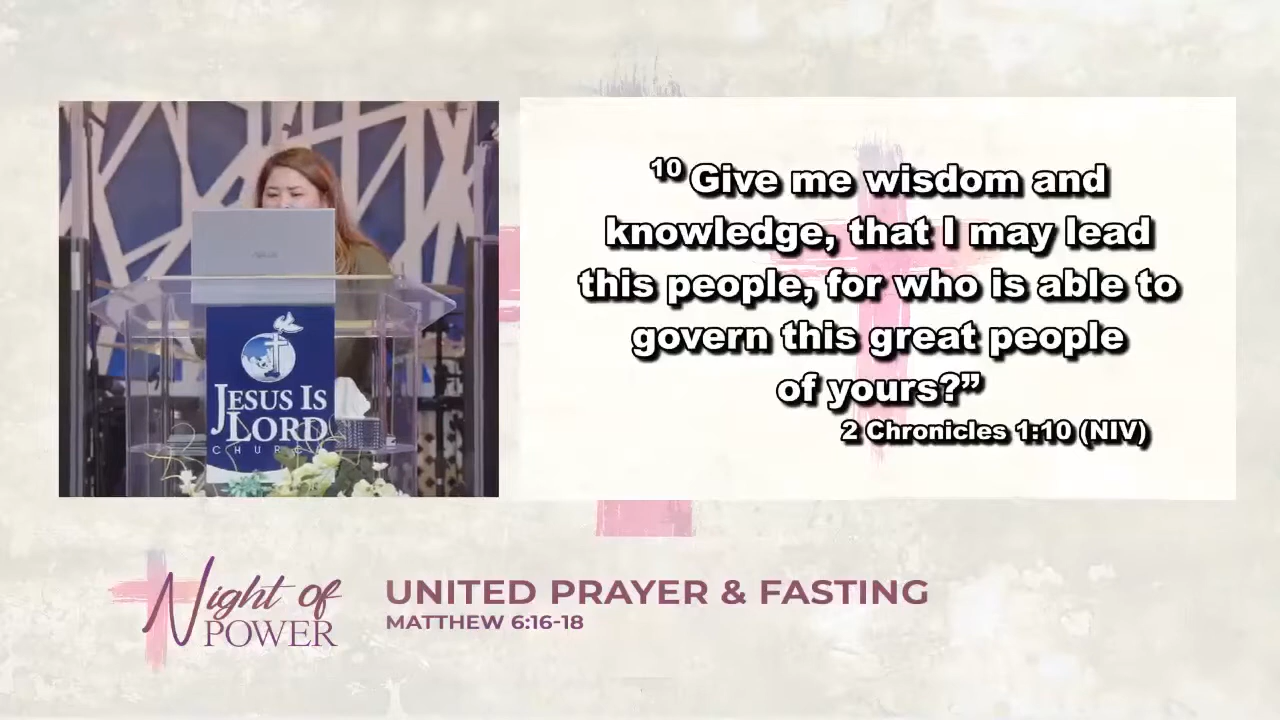 10 Give me wisdom and
knowledge, that I may lead
this people, for who is able to
govern this great people
of yours?”
2 Chronicles 1:10 (NIV)
JESUS IS
LORD
CHURCH
Night of
POWER
UNITED PRAYER & FASTING
MATTHEW 6:16-18